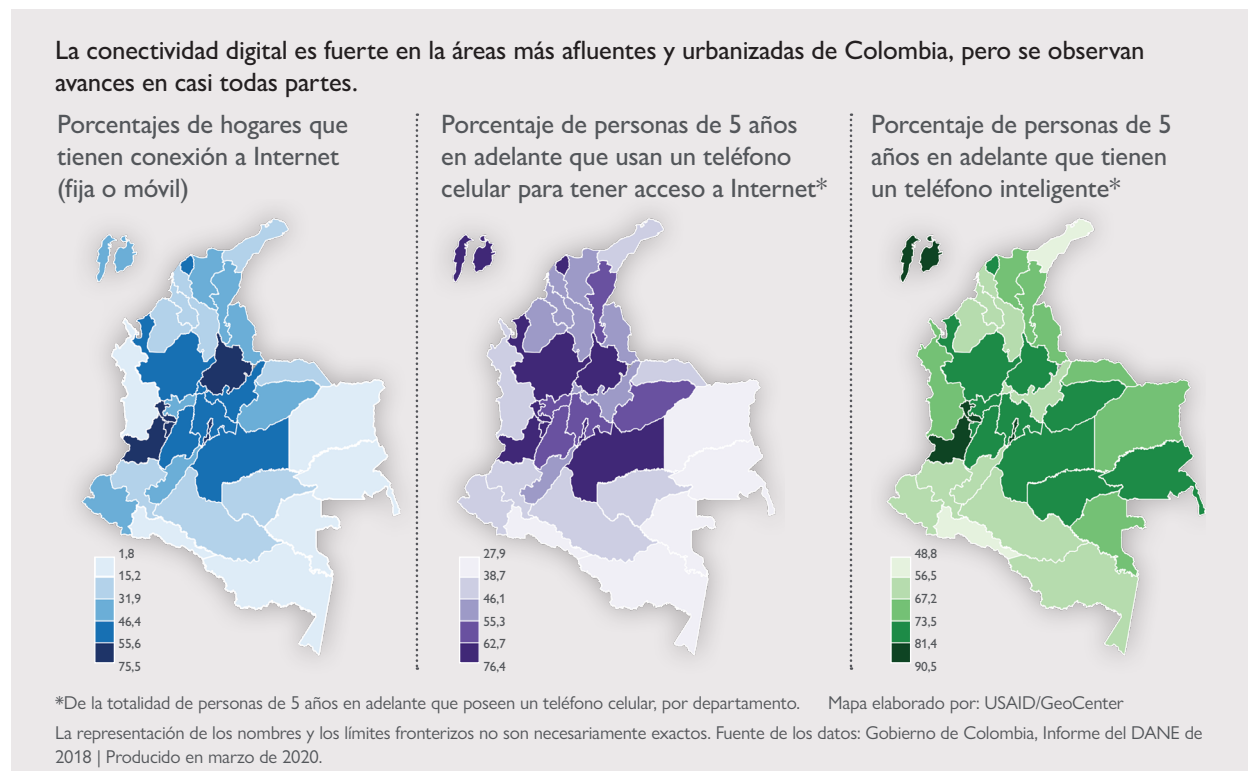 La conectividad digital es fuerte en la áreas más afluentes y urbanizadas de Colombia, pero se observan
avances en casi todas partes.
Porcentajes de hogares que
tienen conexión a Internet
(fija o móvil)
Porcentaje de personas de 5 años
en adelante que usan un teléfono
celular para tener acceso a Internet*
Porcentaje de personas de 5
años en adelante que tienen
un teléfono inteligente*
1,8
15,2
31,9
46,4
55,6
75,5
27,9
38,7
46,1
55,3
62,7
76,4
48,8
56,5
67,2
73,5
81,4
90,5
*De la totalidad de personas de 5 años en adelante que poseen un teléfono celular, por departamento.
Mapa elaborado por: USAID/GeoCenter
La representación de los nombres y los límites fronterizos no son necesariamente exactos. Fuente de los datos: Gobierno de Colombia, Informe del DANE de
2018 | Producido en marzo de 2020.